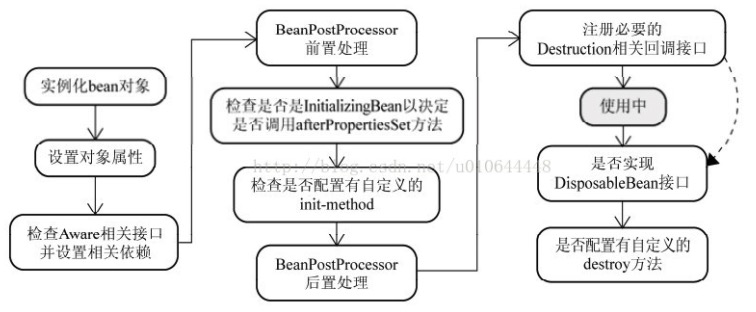 实例化bean对象
设置对象属性
检查Aware相关接口
并设置相关依赖
BeanPostProcessor
前置处理
检查是否是InitializingBean以决定
是否调用afterPropertiesSet方法
检查是否配置有自定义的
init-method
BeanPostProcessor
后置处理
注册必要的
Destruction相关回调接口
使用中
是否实现
DisposableBean接口
是否配置有自定义的
destroy方法
http://blog.csdn.net/u010644448